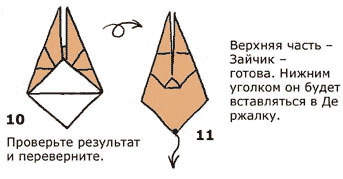 Верхняя часть –
Зайчик –
готова. Нижним
уголком он будет
вставляться в Де
ржалку.
10
11
Проверьте результат
и переверните.